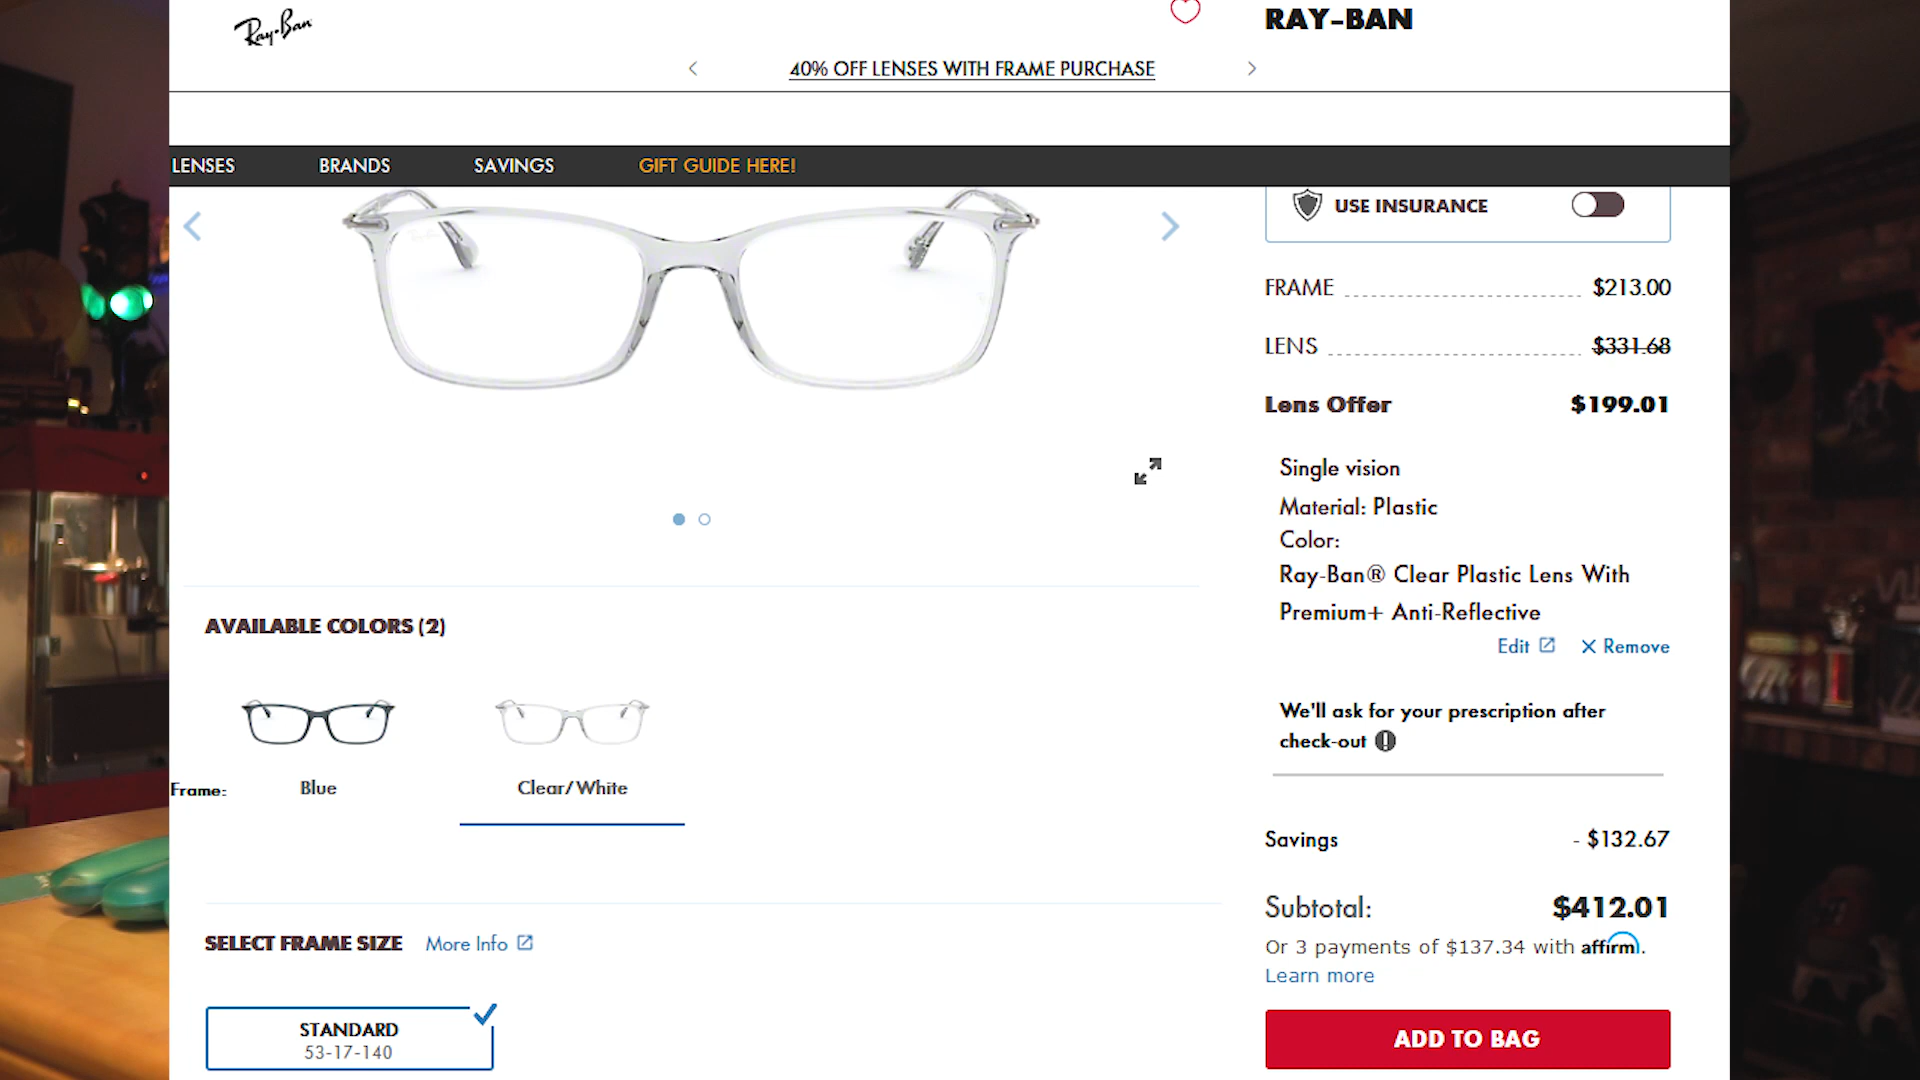 Ray-Ban
RAY-BAN
40% OFF LENSES WITH FRAME PURCHASE
LENSES
BRANDS
SAVINGS
GIFT GUIDE HERE!
USE INSURANCE
FRAME $213.00
LENS $331.68
Lens Offer $199.01
Single vision
Material: Plastic
Color:
Ray-Ban® Clear Plastic Lens With
Premium+ Anti-Reflective
Edit
Remove
We'll ask for your prescription after
check-out
Savings - $132.67
Subtotal: $412.01
Or 3 payments of $137.34 with affirm.
Learn more
ADD TO BAG
AVAILABLE COLORS (2)
Frame:
Blue
Clear/White
SELECT FRAME SIZE More Info
STANDARD
53-17-140